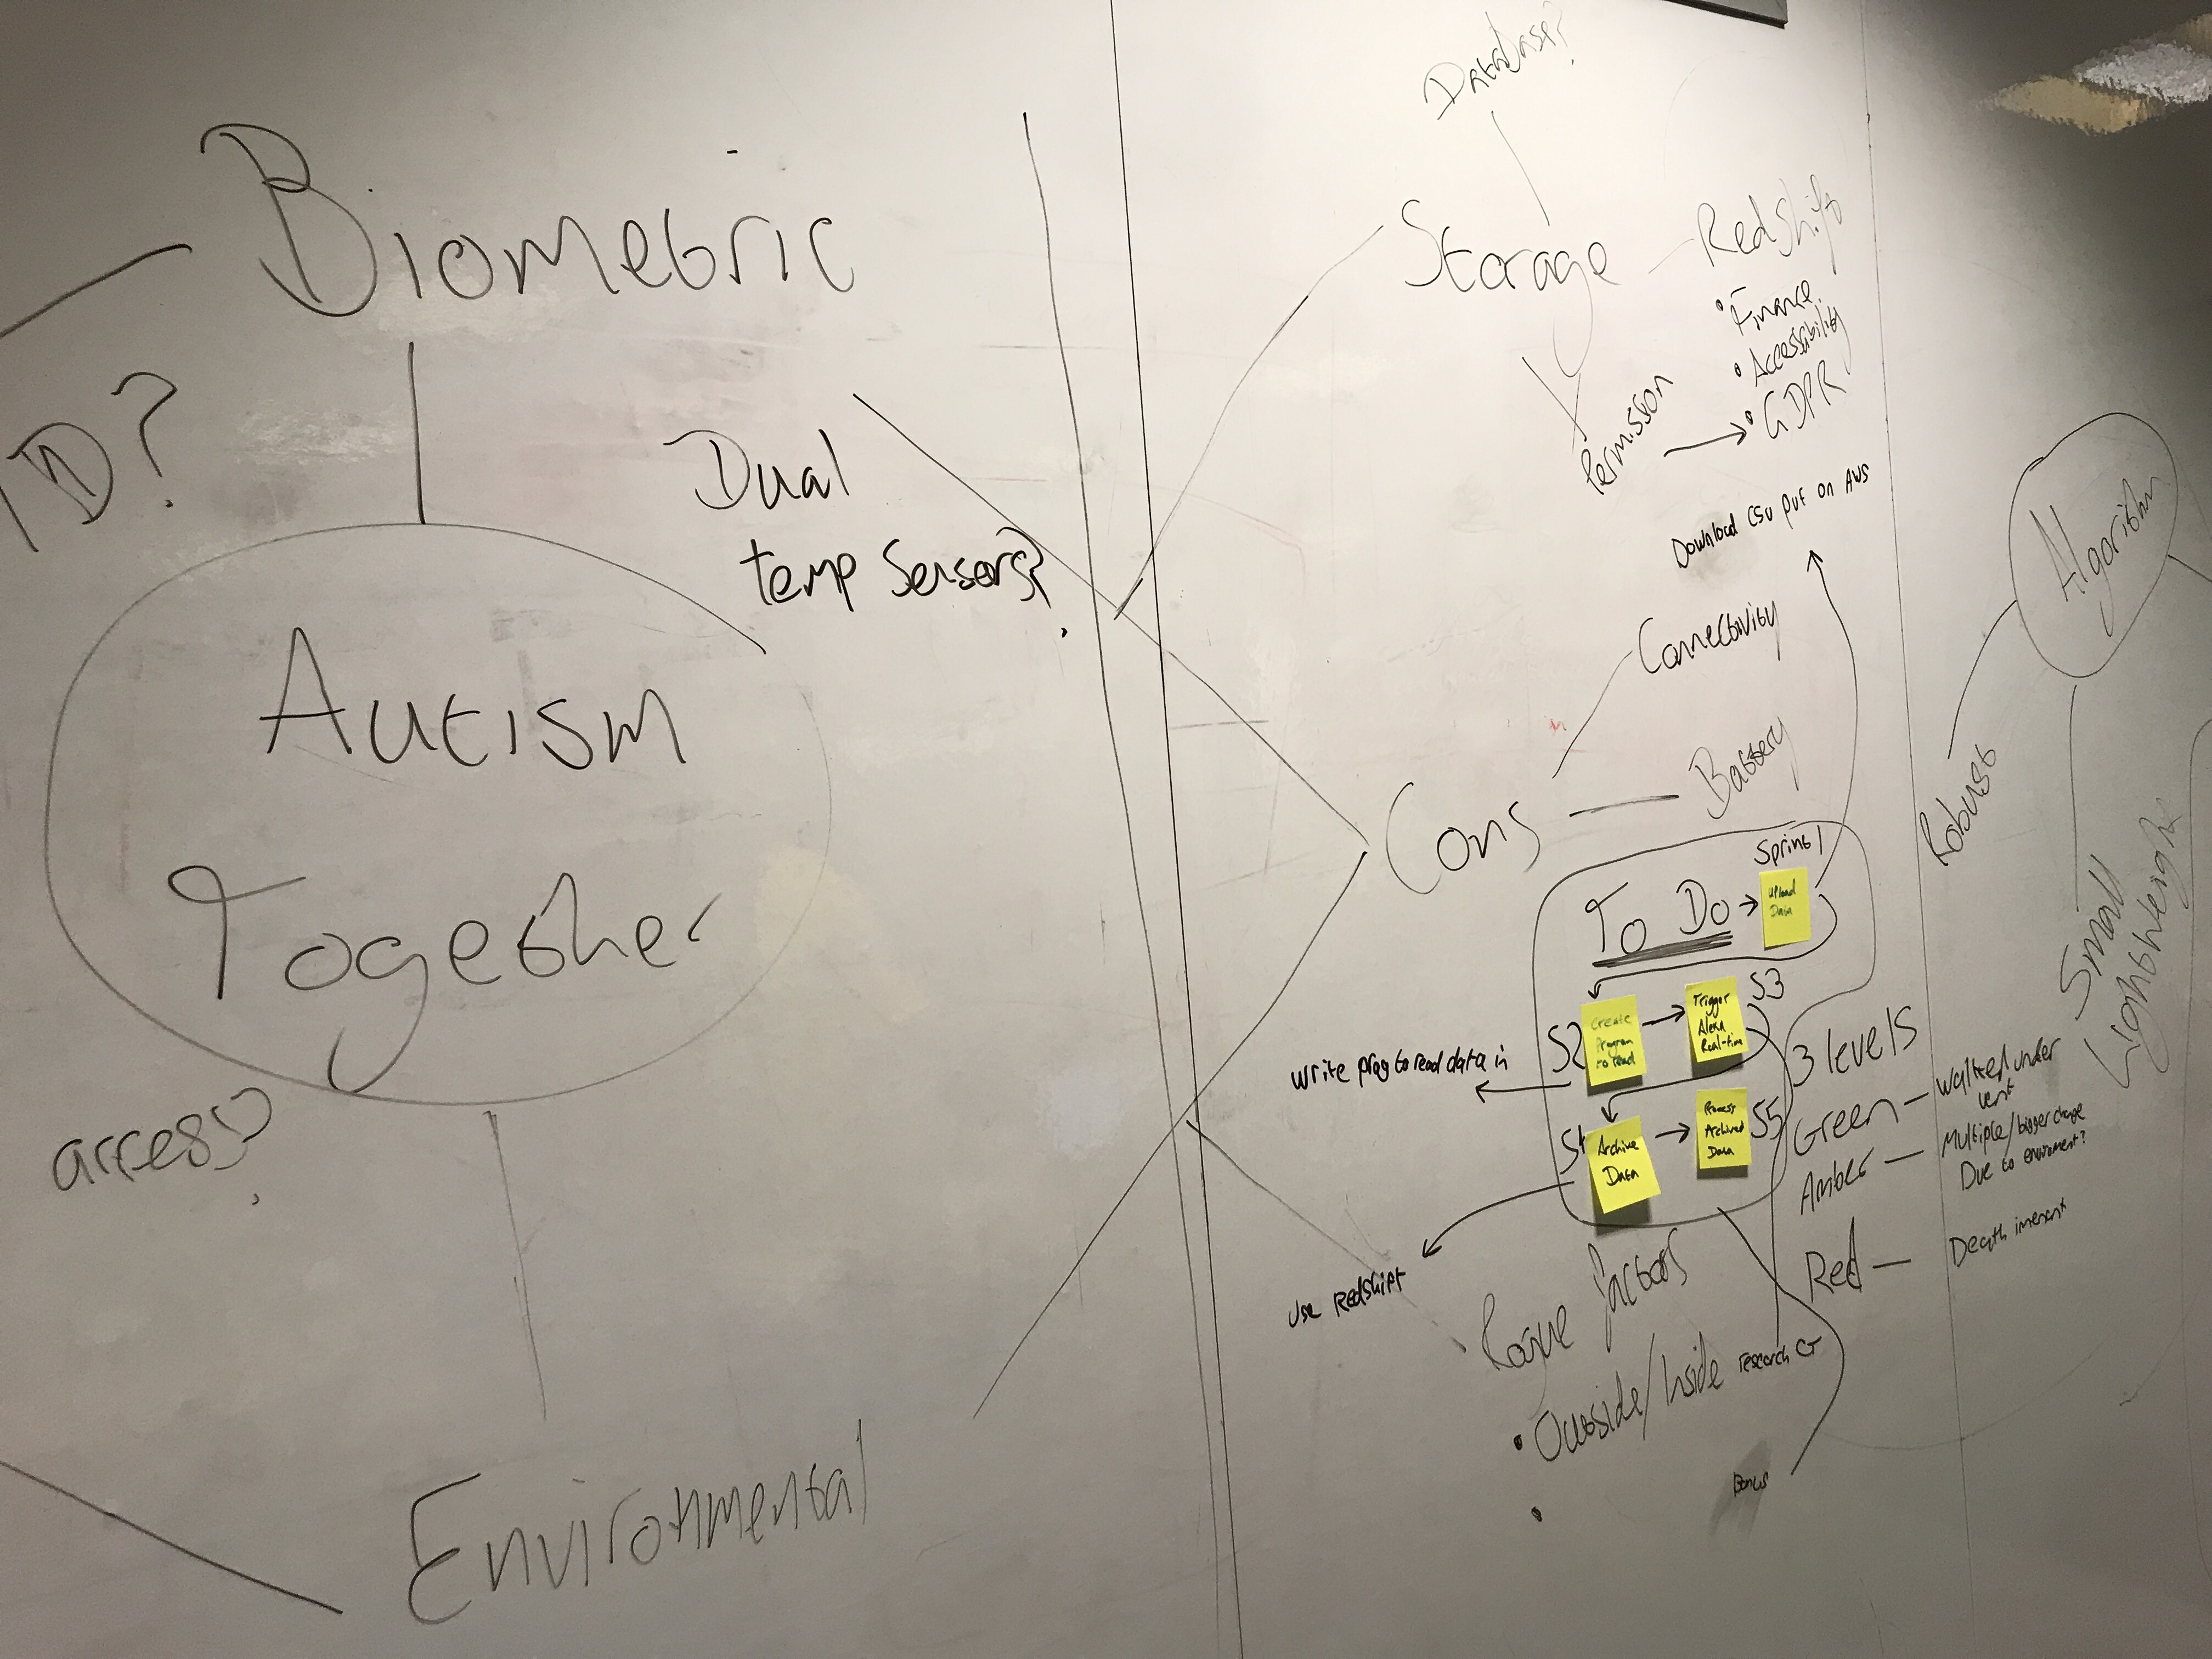 Biometric
ID?
Dual
temp Sensors?
Autism
Together
access?
Environmental
Database?
Storage
Redshift
• Finance
• Accessibility
• GDPR
Permisson
Download CSV put on AWS
Connectivity
Cons
Battery
Sprint 1
To Do
Upload
Data
S2
Create
Program
to read
Trigger
Alexa
Real-time
S3
Write prog to read data in
S4
Archive
Data
Process
Archived
Data
S5
Use Redshift
3 levels
Green - Walked under
vent
Amber - Multiple/bigger change
Due to enviroment?
Red -
Death
Rogue factors
• Outside/Inside
research
Bonus
Algorithm
Robust
Small
Lightweight